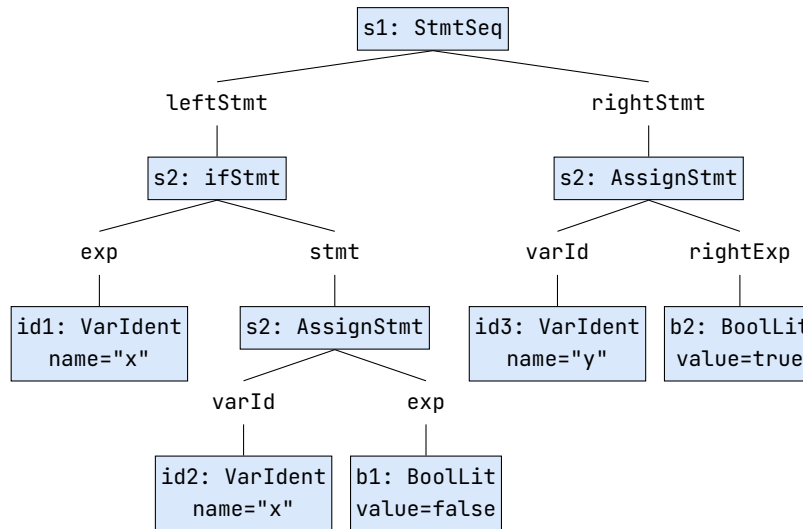 s1: StmtSeq
leftStmt
rightStmt
s2: ifStmt
s2: AssignStmt
exp
stmt
varId
rightExp
id1: VarIdent
name="x"
s2: AssignStmt
id3: VarIdent
name="y"
b2: BoolLit
value=true
varId
exp
id2: VarIdent
name="x"
b1: BoolLit
value=false